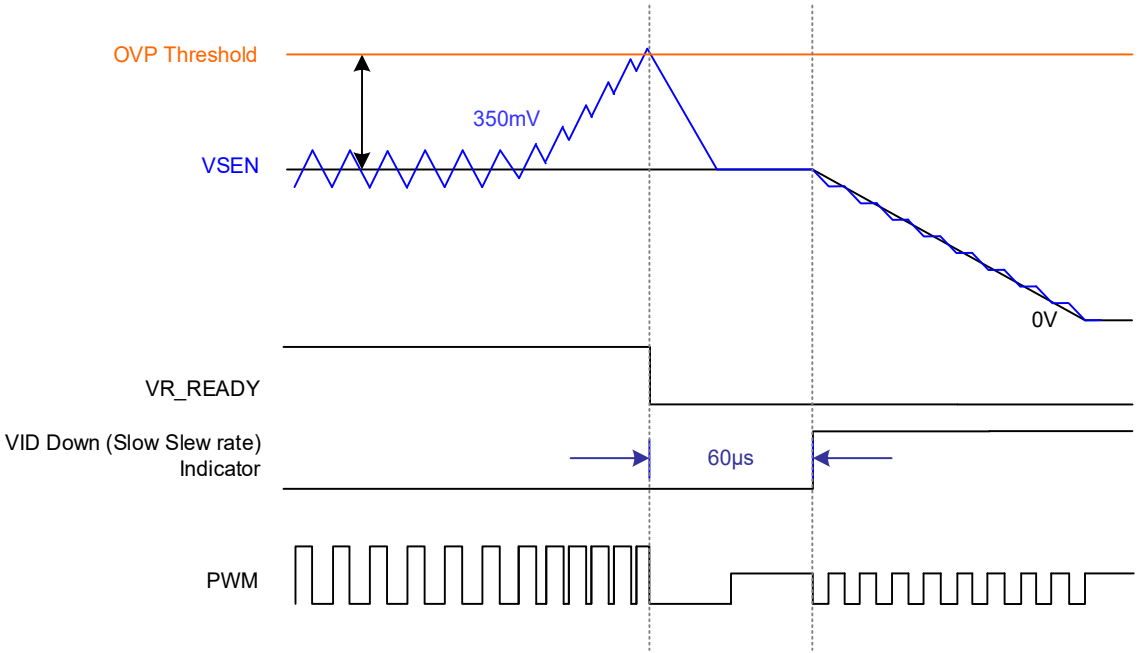 OVP Threshold
350mV
VSEN
0V
VR_READY
VID Down (Slow Slew rate)
Indicator
60µs
PWM